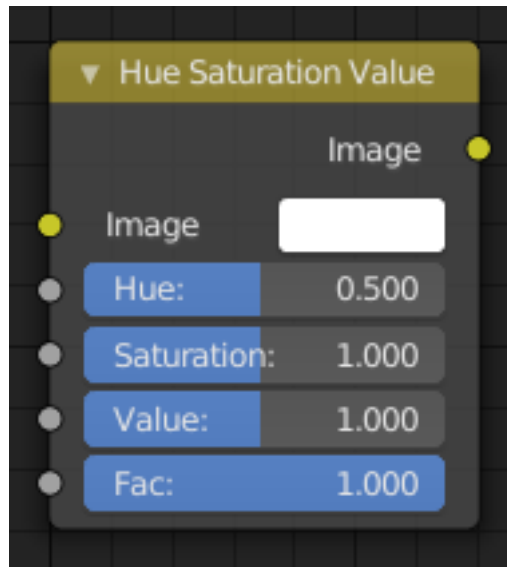 Hue Saturation Value
Image
Image
Hue: 0.500
Saturation: 1.000
Value: 1.000
Fac: 1.000